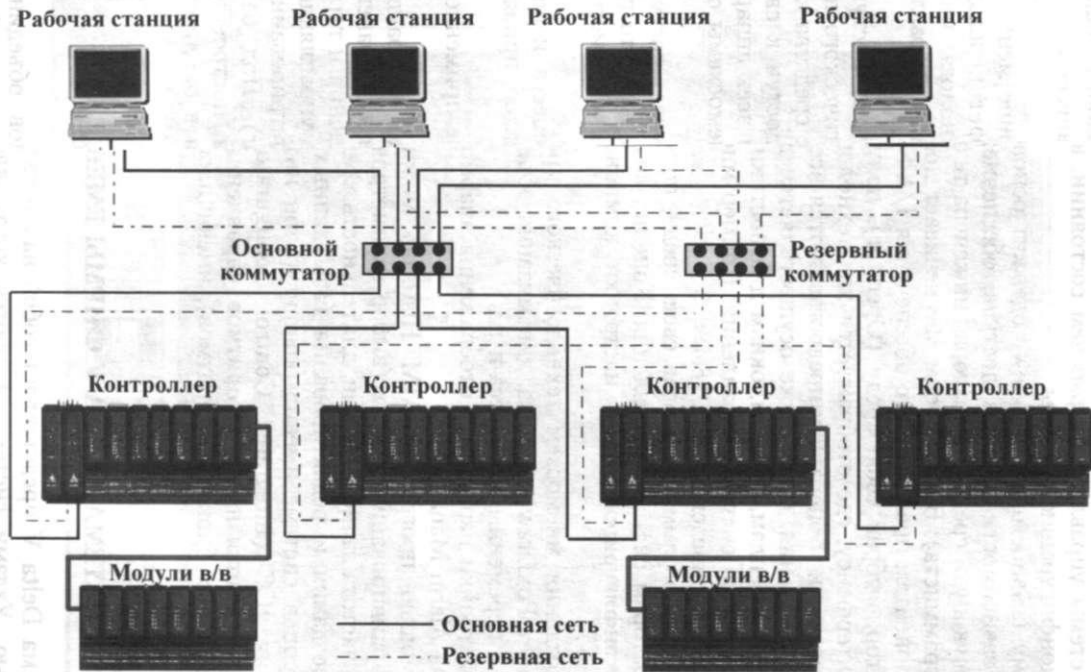 Рабочая станция
Рабочая станция
Рабочая станция
Рабочая станция
Основной
коммутатор
Резервный
коммутатор
Контроллер
Контроллер
Контроллер
Контроллер
Модули в/в
Модули в/в
Основная сеть
Резервная сеть